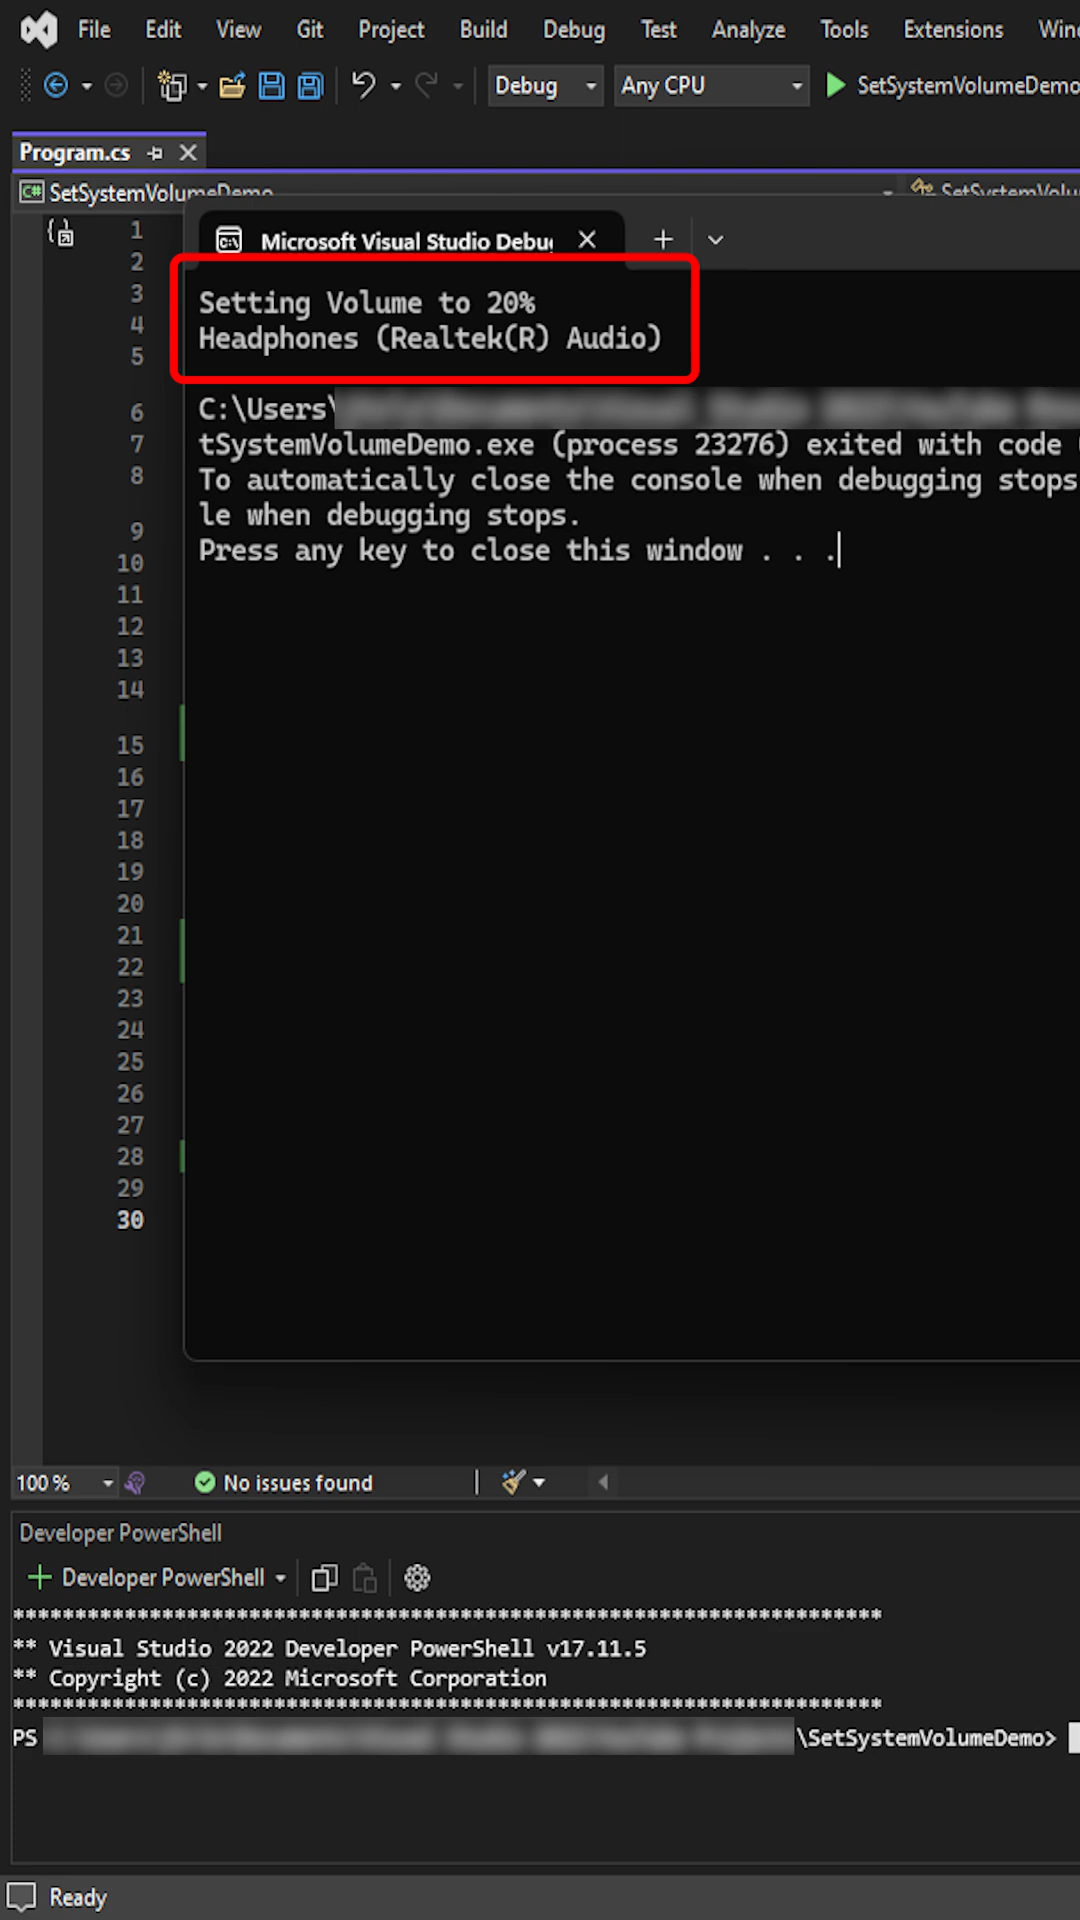 File Edit View Git Project Build Debug Test Analyze Tools Extensions
Debug Any CPU SetSystemVolumeDemo
Program.cs
C# SetSystemVolumeDemo SetSystemVolu
Microsoft Visual Studio Debu
Setting Volume to 20%
Headphones (Realtek(R) Audio)
C:\Users\
tSystemVolumeDemo.exe (process 23276) exited with code
To automatically close the console when debugging stops
le when debugging stops.
Press any key to close this window . . .
1
2
3
4
5
6
7
8
9
10
11
12
13
14
15
16
17
18
19
20
21
22
23
24
25
26
27
28
29
30
100 % No issues found
Developer PowerShell
Developer PowerShell
**********************************************************************
** Visual Studio 2022 Developer PowerShell v17.11.5
** Copyright (c) 2022 Microsoft Corporation
**********************************************************************
PS \SetSystemVolumeDemo>
Ready